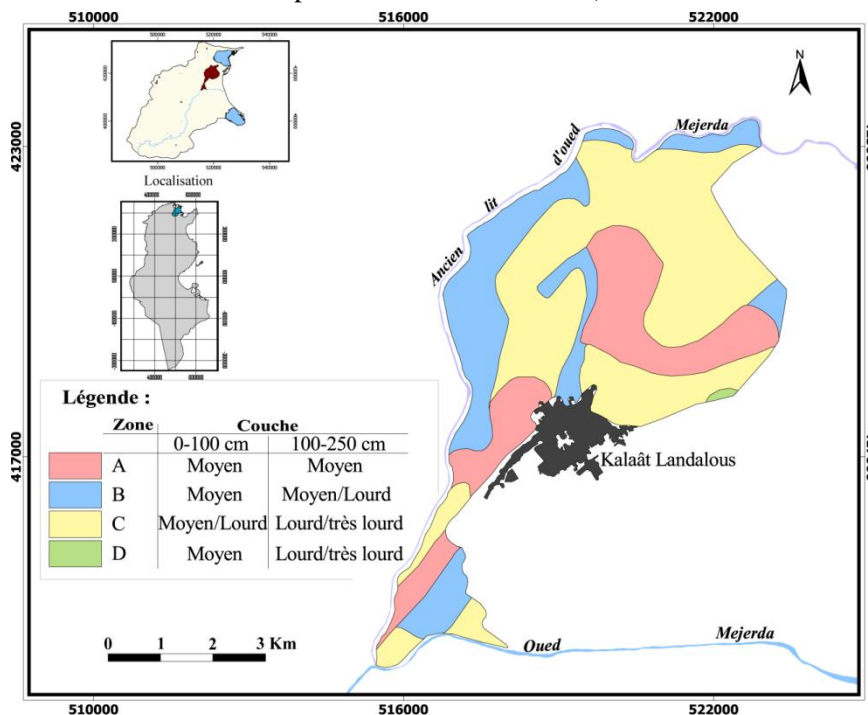 510000 516000 522000
423000
417000
N
Localisation
Ancien lit d'oued Mejerda
Légende :
Zone Couche
0-100 cm 100-250 cm
A Moyen Moyen
B Moyen Moyen/Lourd
C Moyen/Lourd Lourd/très lourd
D Moyen Lourd/très lourd
Kalaât Landalous
0 1 2 3 Km
Oued Mejerda
510000 516000 522000